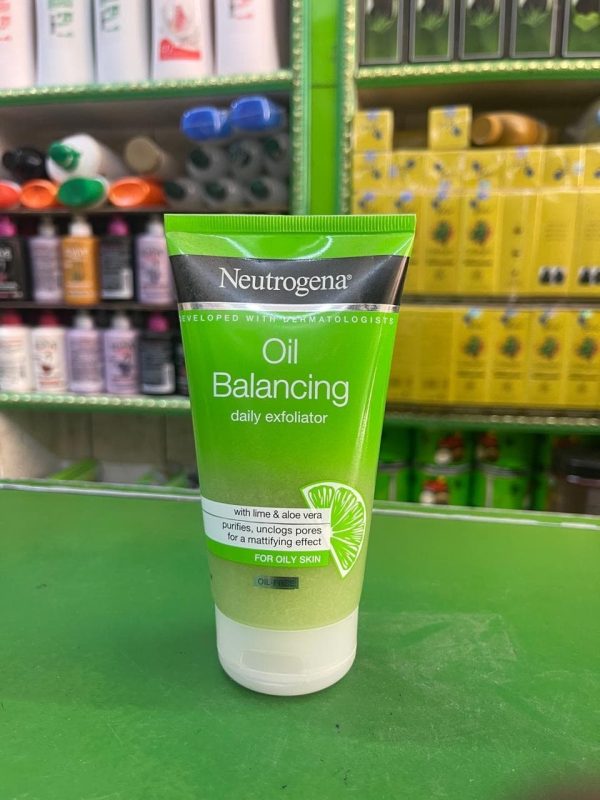 Neutrogena®
DEVELOPED WITH DERMATOLOGISTS
Oil
Balancing
daily exfoliator
with lime & aloe vera
purifies, unclogs pores
for a mattifying effect
FOR OILY SKIN
OIL-FREE